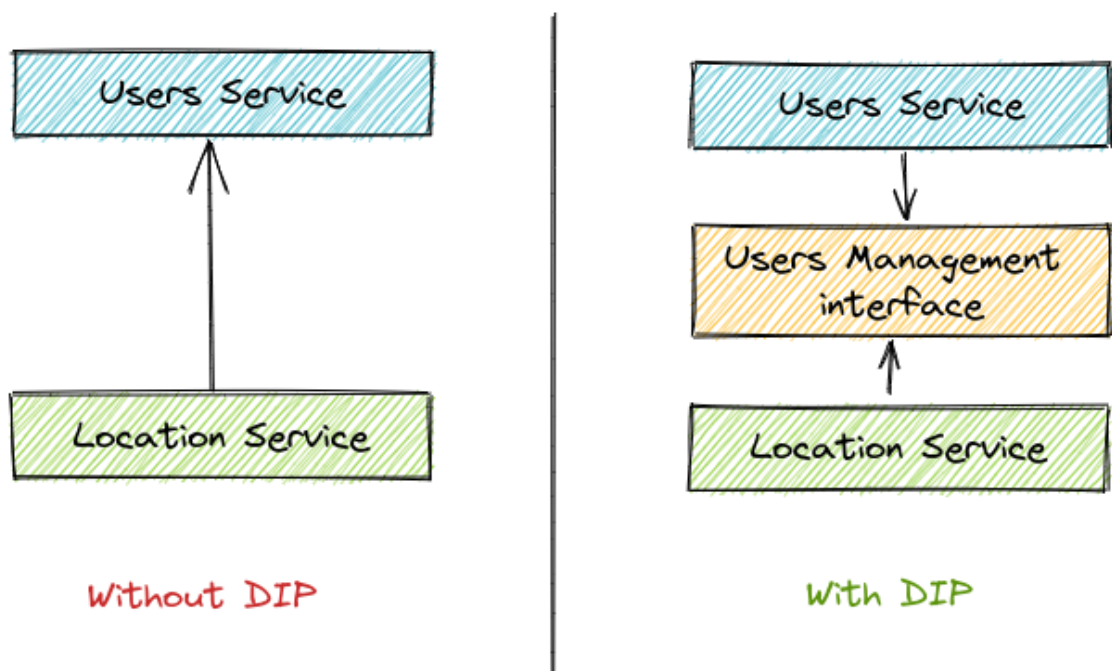 Users Service
Location Service
Without DIP
Users Service
Users Management
interface
Location Service
With DIP